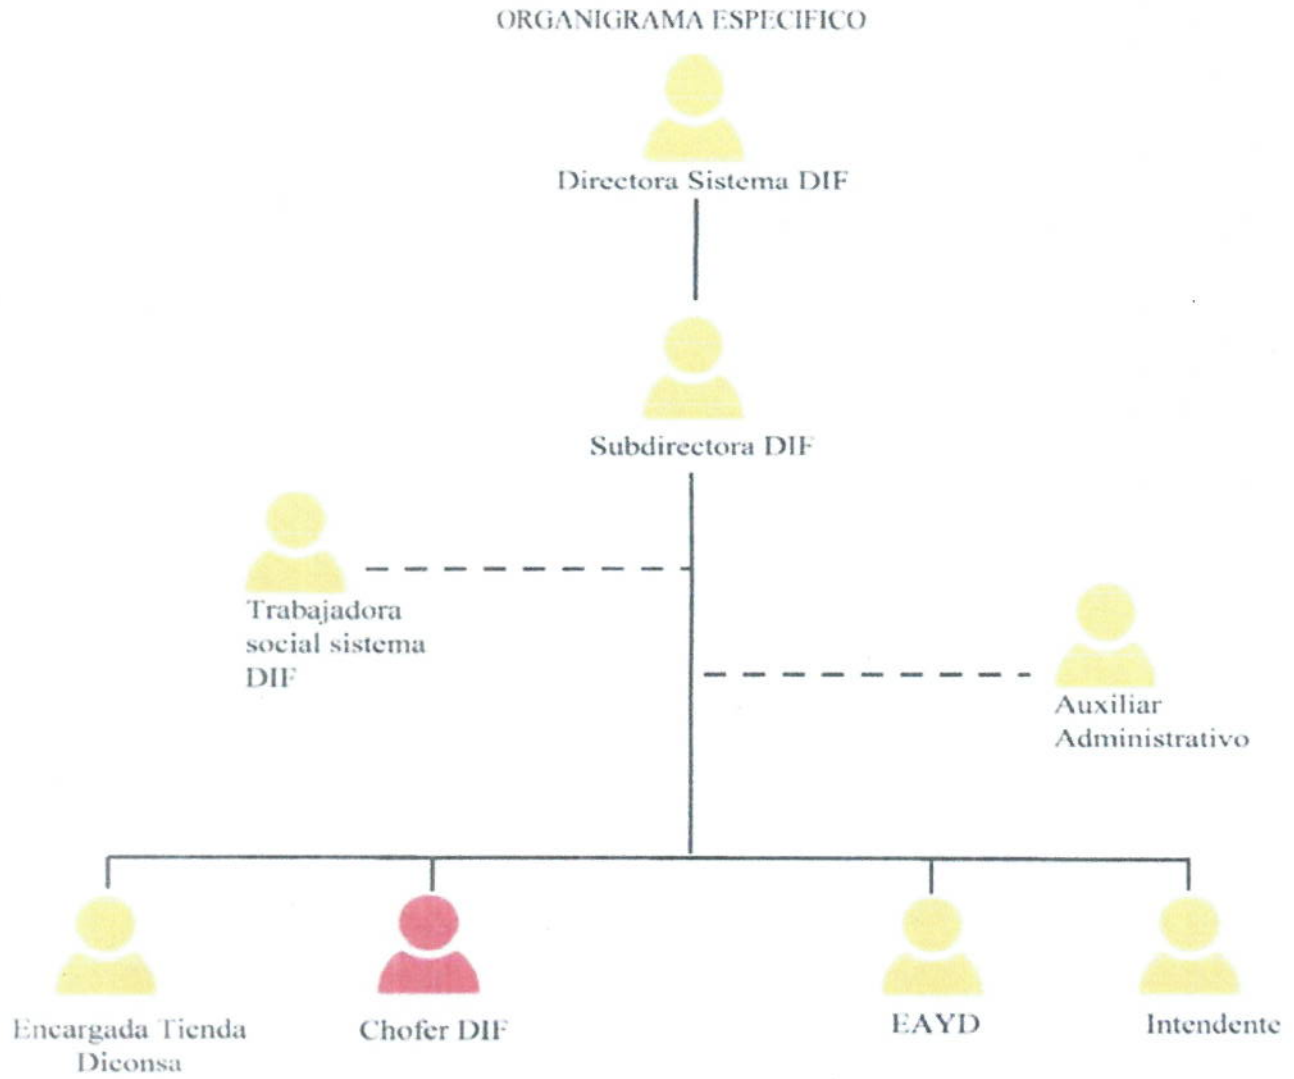 ORGANIGRAMA ESPECIFICO
Directora Sistema DIF
Subdirectora DIF
Trabajadora
social sistema
DIF
Auxiliar
Administrativo
Encargada Tienda
Diconsa
Chofer DIF
EAYD
Intendente